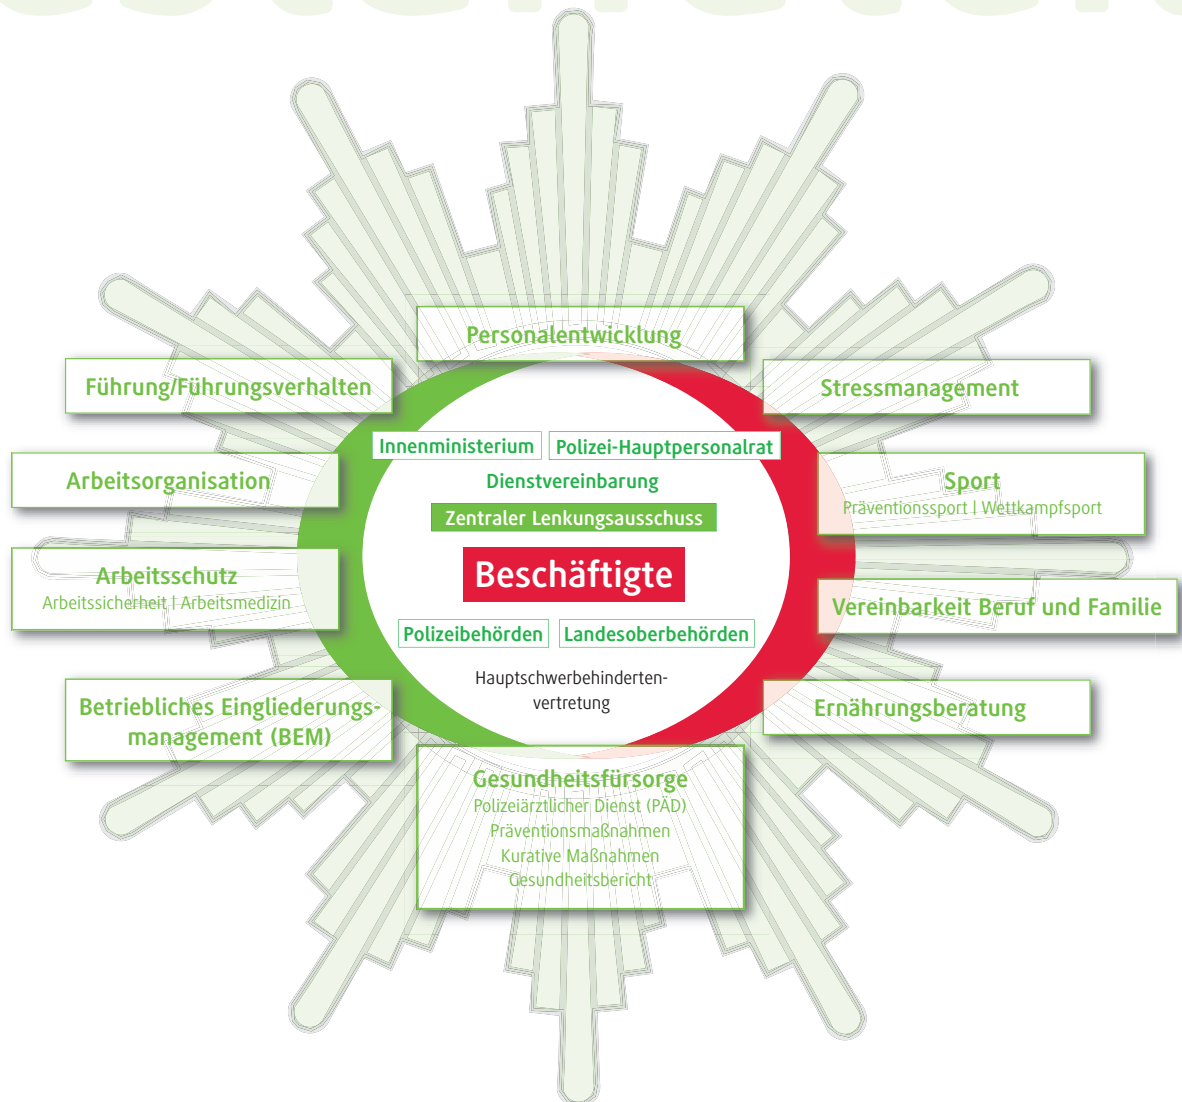 Personalentwicklung
Führung/Führungsverhalten
Stressmanagement
Innenministerium
Polizei-Hauptpersonalrat
Arbeitsorganisation
Dienstvereinbarung
Sport
Präventionssport | Wettkampfsport
Zentraler Lenkungsausschuss
Beschäftigte
Arbeitsschutz
Arbeitssicherheit | Arbeitsmedizin
Vereinbarkeit Beruf und Familie
Polizeibehörden
Landesoberbehörden
Hauptschwerbehinderten-
vertretung
Betriebliches Eingliederungs-
management (BEM)
Ernährungsberatung
Gesundheitsfürsorge
Polizeiärztlicher Dienst (PÄD)
Präventionsmaßnahmen
Kurative Maßnahmen
Gesundheitsbericht